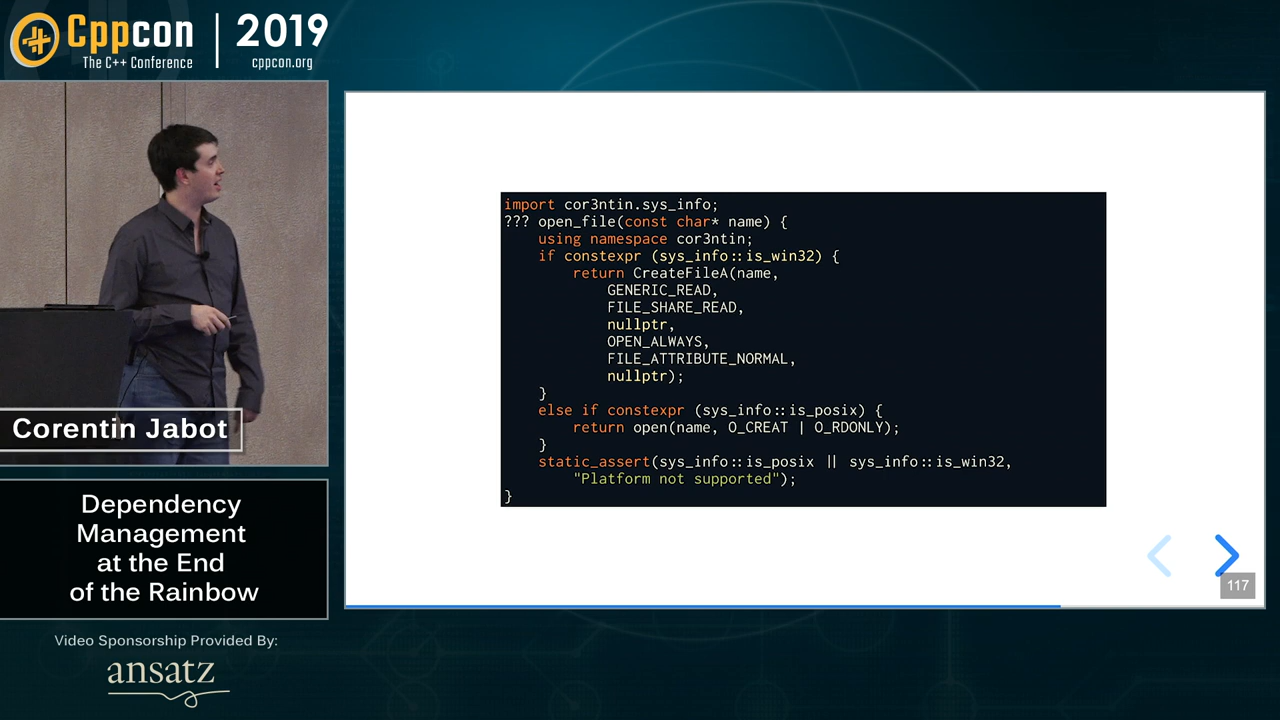 Cppcon
The C++ Conference
2019
cppcon.org
Corentin Jabot
Dependency
Management
at the End
of the Rainbow
Video Sponsorship Provided By:
ansatz
import cor3ntin.sys_info;
??? open_file(const char* name) {
    using namespace cor3ntin;
    if constexpr (sys_info::is_win32) {
        return CreateFileA(name,
            GENERIC_READ,
            FILE_SHARE_READ,
            nullptr,
            OPEN_ALWAYS,
            FILE_ATTRIBUTE_NORMAL,
            nullptr);
    }
    else if constexpr (sys_info::is_posix) {
        return open(name, O_CREAT | O_RDONLY);
    }
    static_assert(sys_info::is_posix || sys_info::is_win32,
        "Platform not supported");
}
117